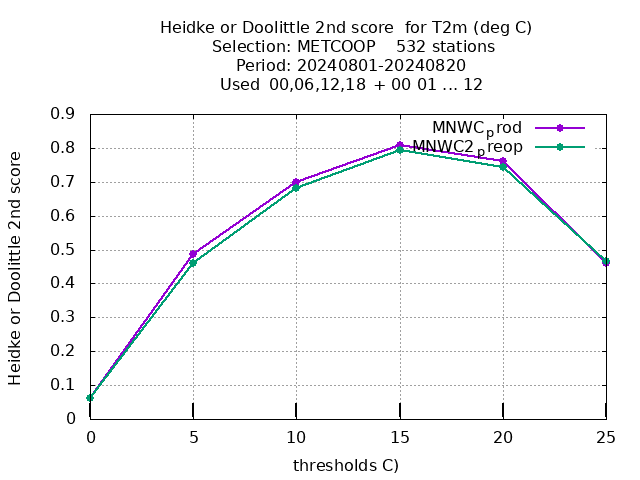 Heidke or Doolittle 2nd score  for T2m (deg C)
Selection: METCOOP    532 stations
Period: 20240801-20240820
Used  00,06,12,18  + 00 01 ... 12
MNWCprod
MNWC2preop
Heidke or Doolittle 2nd score
0.9
0.8
0.7
0.6
0.5
0.4
0.3
0.2
0.1
0
0 5 10 15 20 25
thresholds C)